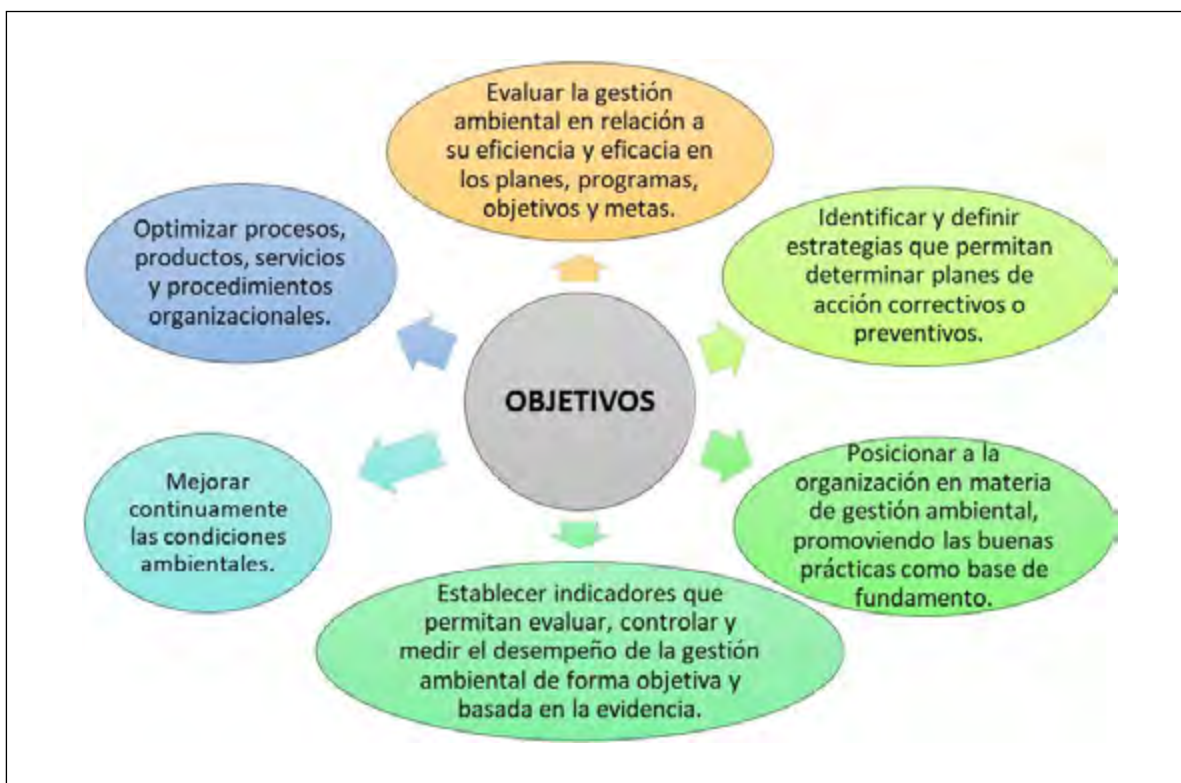 Evaluar la gestión
ambiental en relación a
su eficiencia y eficacia en
los planes, programas,
objetivos y metas.
Identificar y definir
estrategias que permitan
determinar planes de
acción correctivos o
preventivos.
Posicionar a la
organización en materia
de gestión ambiental,
promoviendo las buenas
prácticas como base de
fundamento.
Establecer indicadores que
permitan evaluar, controlar y
medir el desempeño de la gestión
ambiental de forma objetiva y
basada en la evidencia.
Mejorar
continuamente
las condiciones
ambientales.
Optimizar procesos,
productos, servicios
y procedimientos
organizacionales.
OBJETIVOS